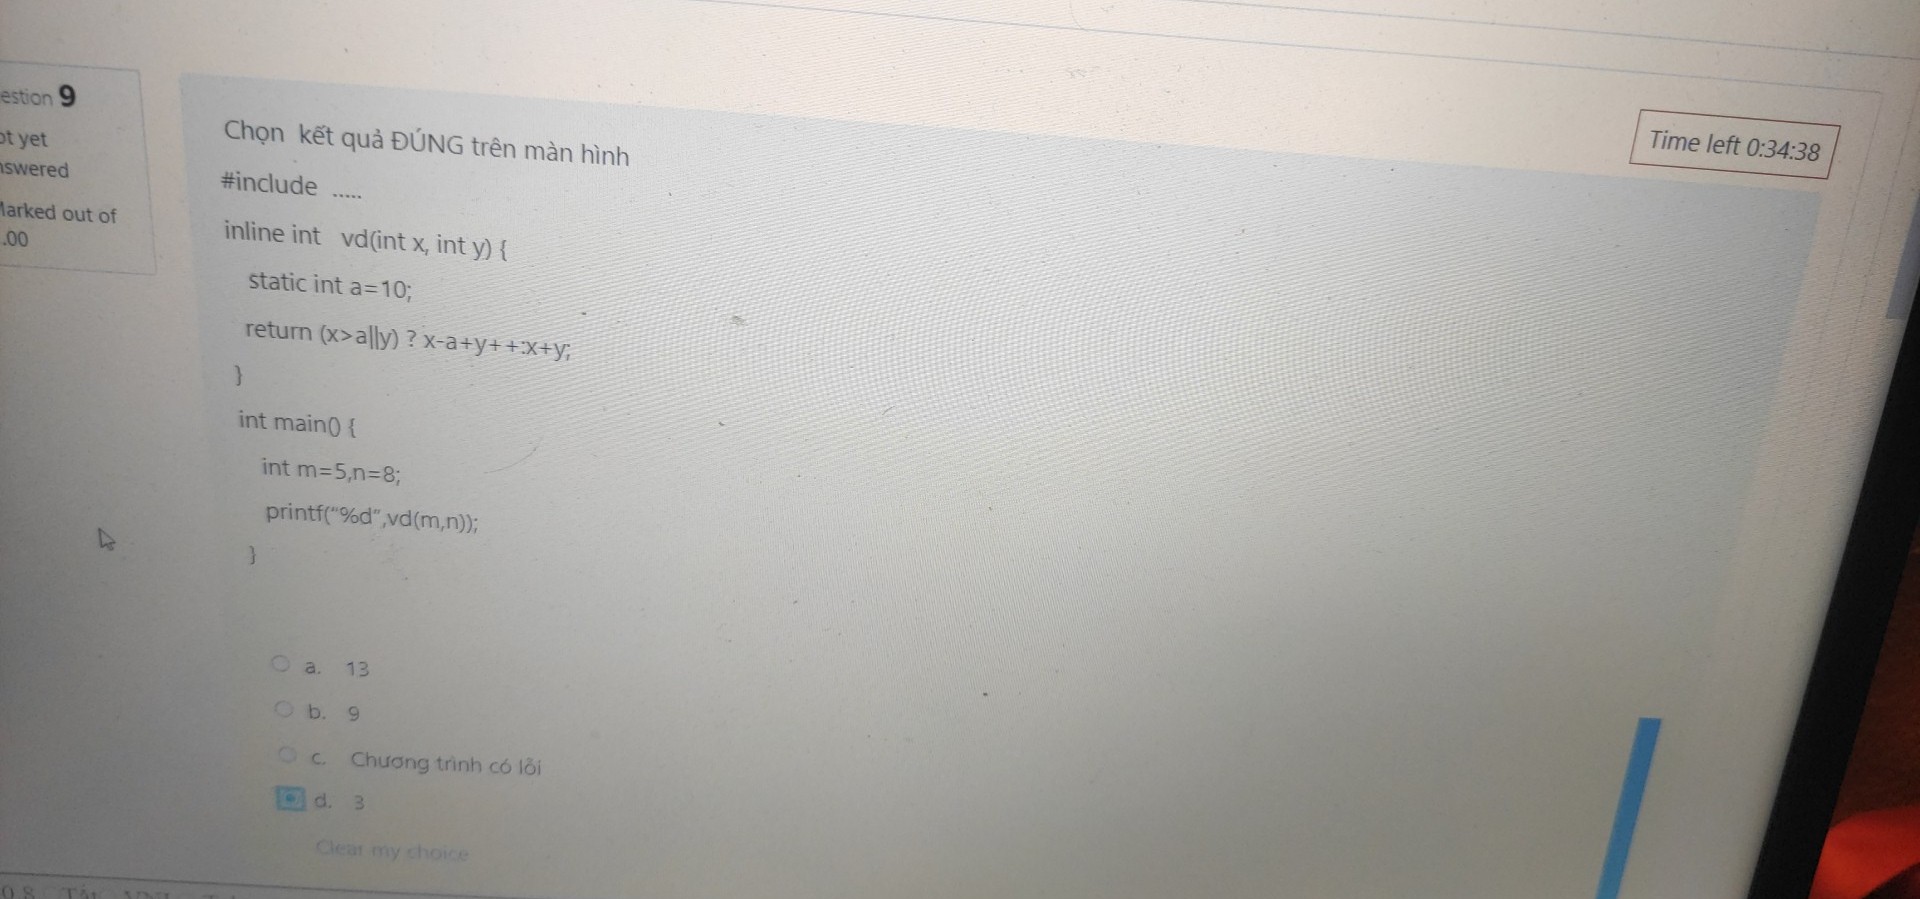 estion 9
ot yet
nswered
Marked out of
.00
Time left 0:34:38
Chọn kết quả ĐÚNG trên màn hình
#include .....
inline int vd(int x, int y) {
static int a=10;
return (x>a||y) ? x-a+y++:x+y;
}
int main() {
int m=5,n=8;
printf("%d",vd(m,n));
}
a. 13
b. 9
c. Chương trình có lỗi
d. 3
Clear my choice